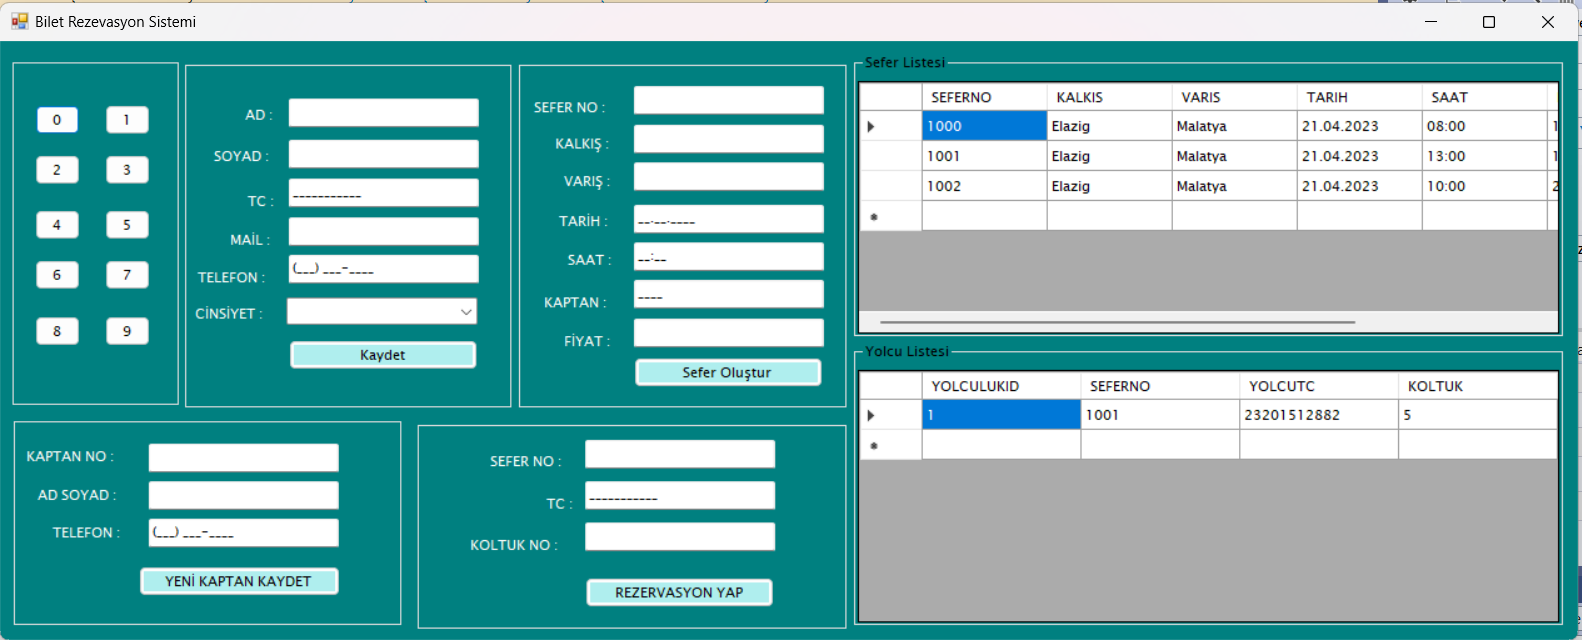 Bilet Rezevasyon Sistemi
0 1
2 3
4 5
6 7
8 9
AD :
SOYAD :
TC : ___________
MAİL :
TELEFON : (___) ___-____
CİNSİYET :
Kaydet
SEFER NO :
KALKIŞ :
VARIŞ :
TARİH : __.__.____
SAAT : __:__
KAPTAN : ____
FİYAT :
Sefer Oluştur
Sefer Listesi
SEFERNO KALKIS VARIS TARIH SAAT
1000 Elazig Malatya 21.04.2023 08:00 1
1001 Elazig Malatya 21.04.2023 13:00 1
1002 Elazig Malatya 21.04.2023 10:00 2
Yolcu Listesi
YOLCULUKID SEFERNO YOLCUTC KOLTUK
1 1001 23201512882 5
KAPTAN NO :
AD SOYAD :
TELEFON : (___) ___-____
YENİ KAPTAN KAYDET
SEFER NO :
TC : ___________
KOLTUK NO :
REZERVASYON YAP